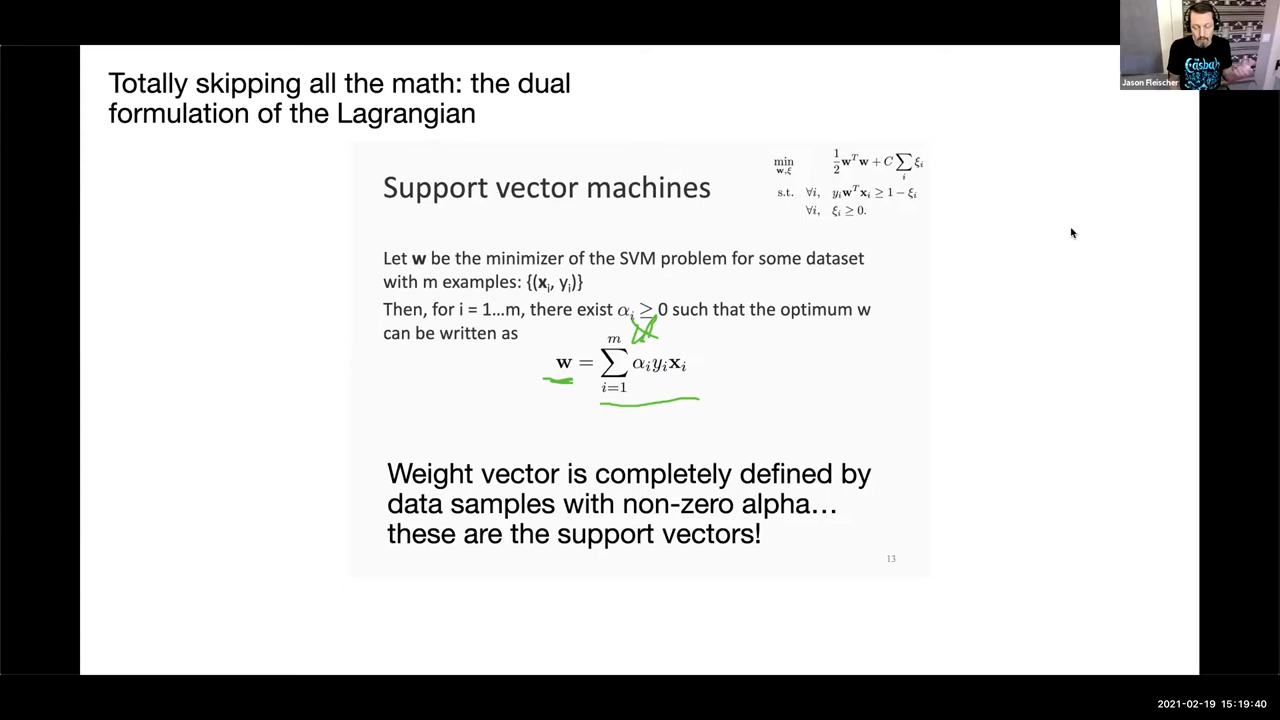 Totally skipping all the math: the dual
formulation of the Lagrangian
Support vector machines
min w,ξ ½ wᵀw + C ∑ᵢ ξᵢ
s.t. ∀i, yᵢwᵀxᵢ ≥ 1 − ξᵢ
∀i, ξᵢ ≥ 0.
Let w be the minimizer of the SVM problem for some dataset
with m examples: {(xᵢ, yᵢ)}
Then, for i = 1…m, there exist αᵢ ≥ 0 such that the optimum w
can be written as
w = ∑ᵢ₌₁ᵐ αᵢyᵢxᵢ
Weight vector is completely defined by
data samples with non-zero alpha…
these are the support vectors!
13
Jason Fleischer
Casbah
2021-02-19 15:19:40